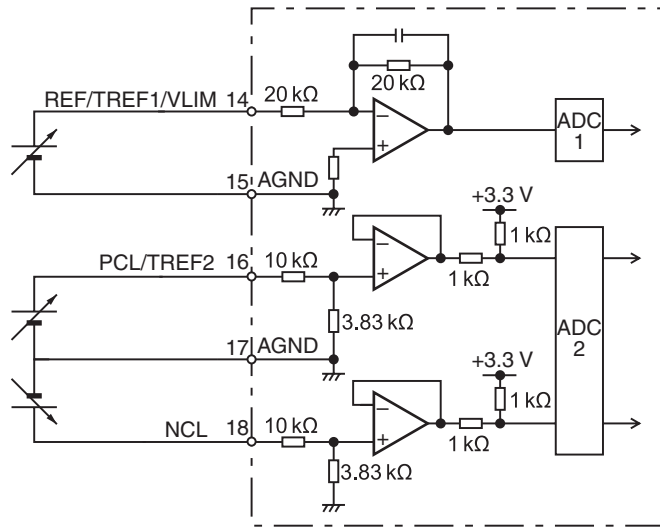 REF/TREF1/VLIM 14
20 kΩ
20 kΩ
−
+
ADC
1
15 AGND
+3.3 V
1 kΩ
PCL/TREF2 16
10 kΩ
−
+
1 kΩ
3.83 kΩ
17 AGND
ADC
2
+3.3 V
1 kΩ
NCL 18
10 kΩ
−
+
1 kΩ
3.83 kΩ